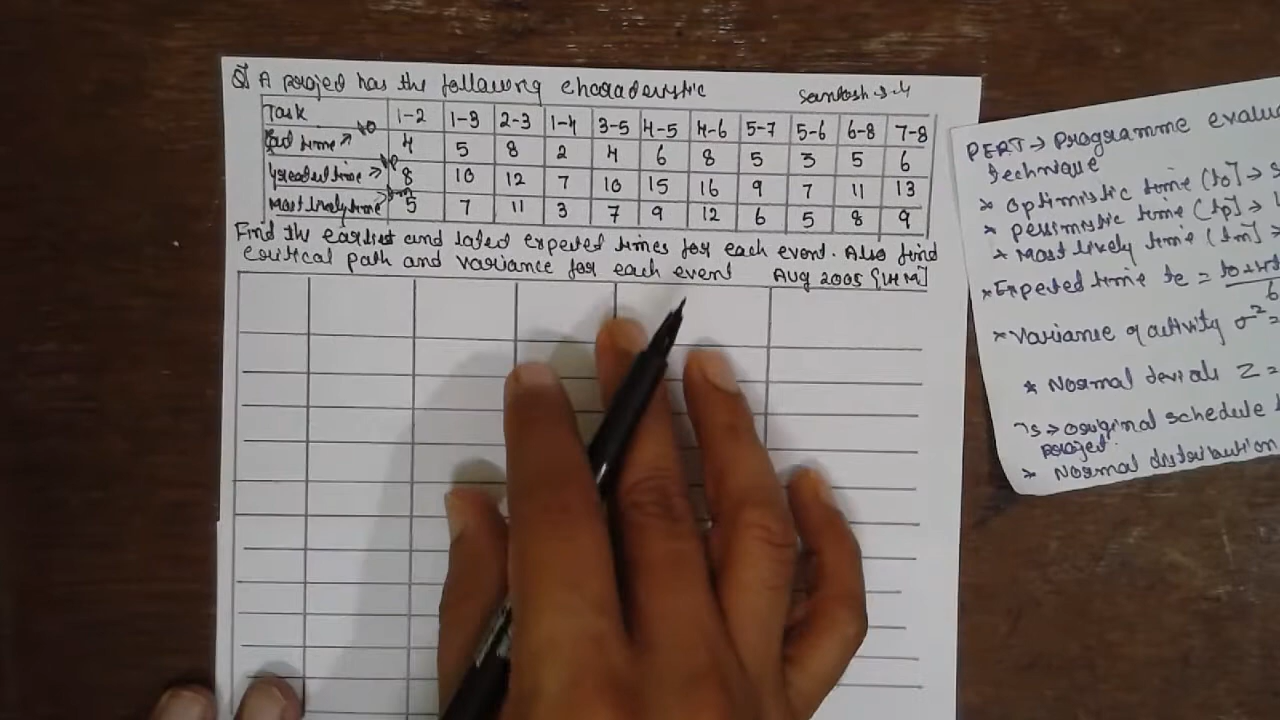 Q] A project has the following characteristic Santosh S.M
Task 1-2 1-3 2-3 1-4 3-5 4-5 4-6 5-7 5-6 6-8 7-8
time → to 4 5 8 2 4 6 8 5 3 5 6
Greatest time → tp 8 10 12 7 10 15 16 9 7 11 13
Most likely time tm 5 7 11 3 7 9 12 6 5 8 9
Find the earliest and latest expected times for each event. Also find
critical path and variance for each event Aug 2005 [14M]
PERT → Programme evalu
technique
* optimistic time (to) → s
* pessimistic time (tp) →
* Most likely time (tm) →
* Expected time te =
6
* Variance of activity σ² =
* Normal deviate Z =
Ts → original schedule
project.
* Normal distribution